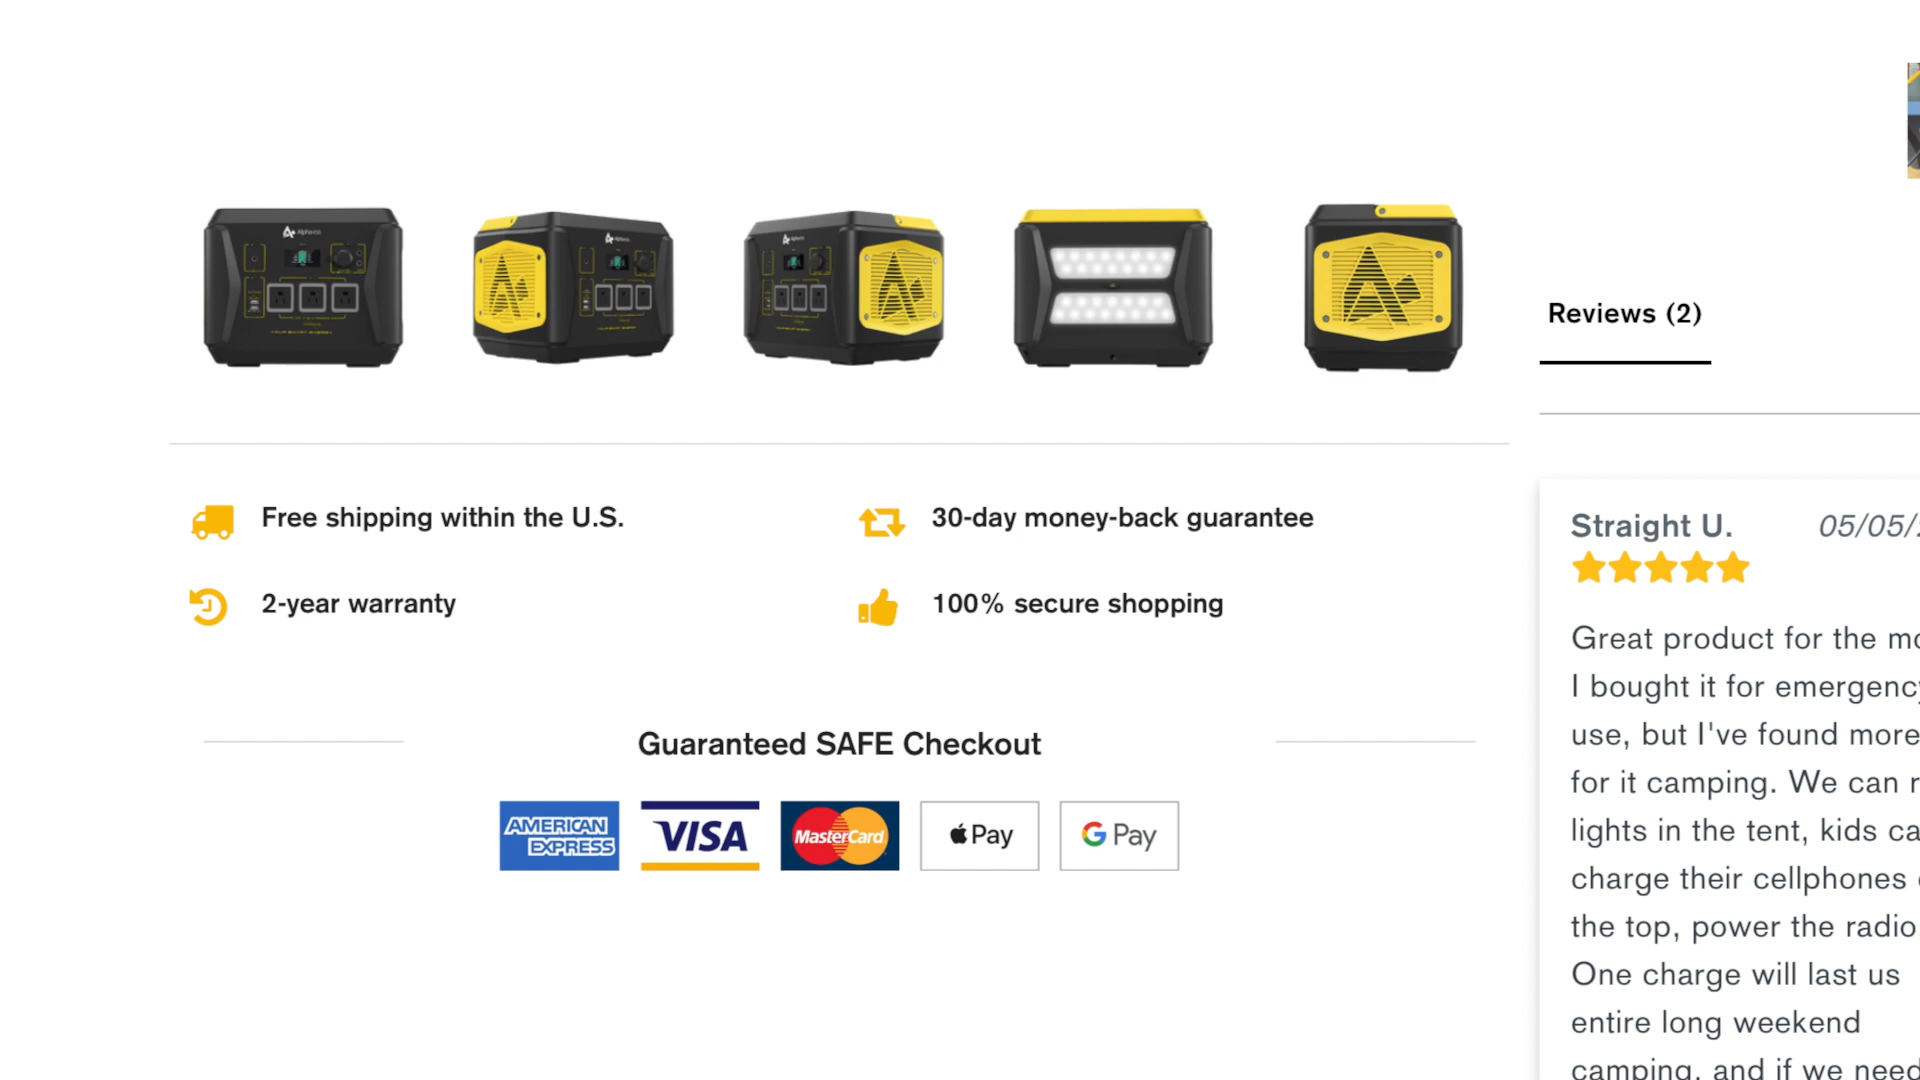 Reviews (2)
Free shipping within the U.S.
30-day money-back guarantee
2-year warranty
100% secure shopping
Guaranteed SAFE Checkout
AMERICAN
EXPRESS
VISA
MasterCard
Pay
G Pay
Straight U.
05/05/
Great product for the
I bought it for
use, but I've found more
for it camping. We can
lights in the tent, kids
charge their cellphones
the top, power the radio
One charge will last us
entire long weekend
camping, and if we need